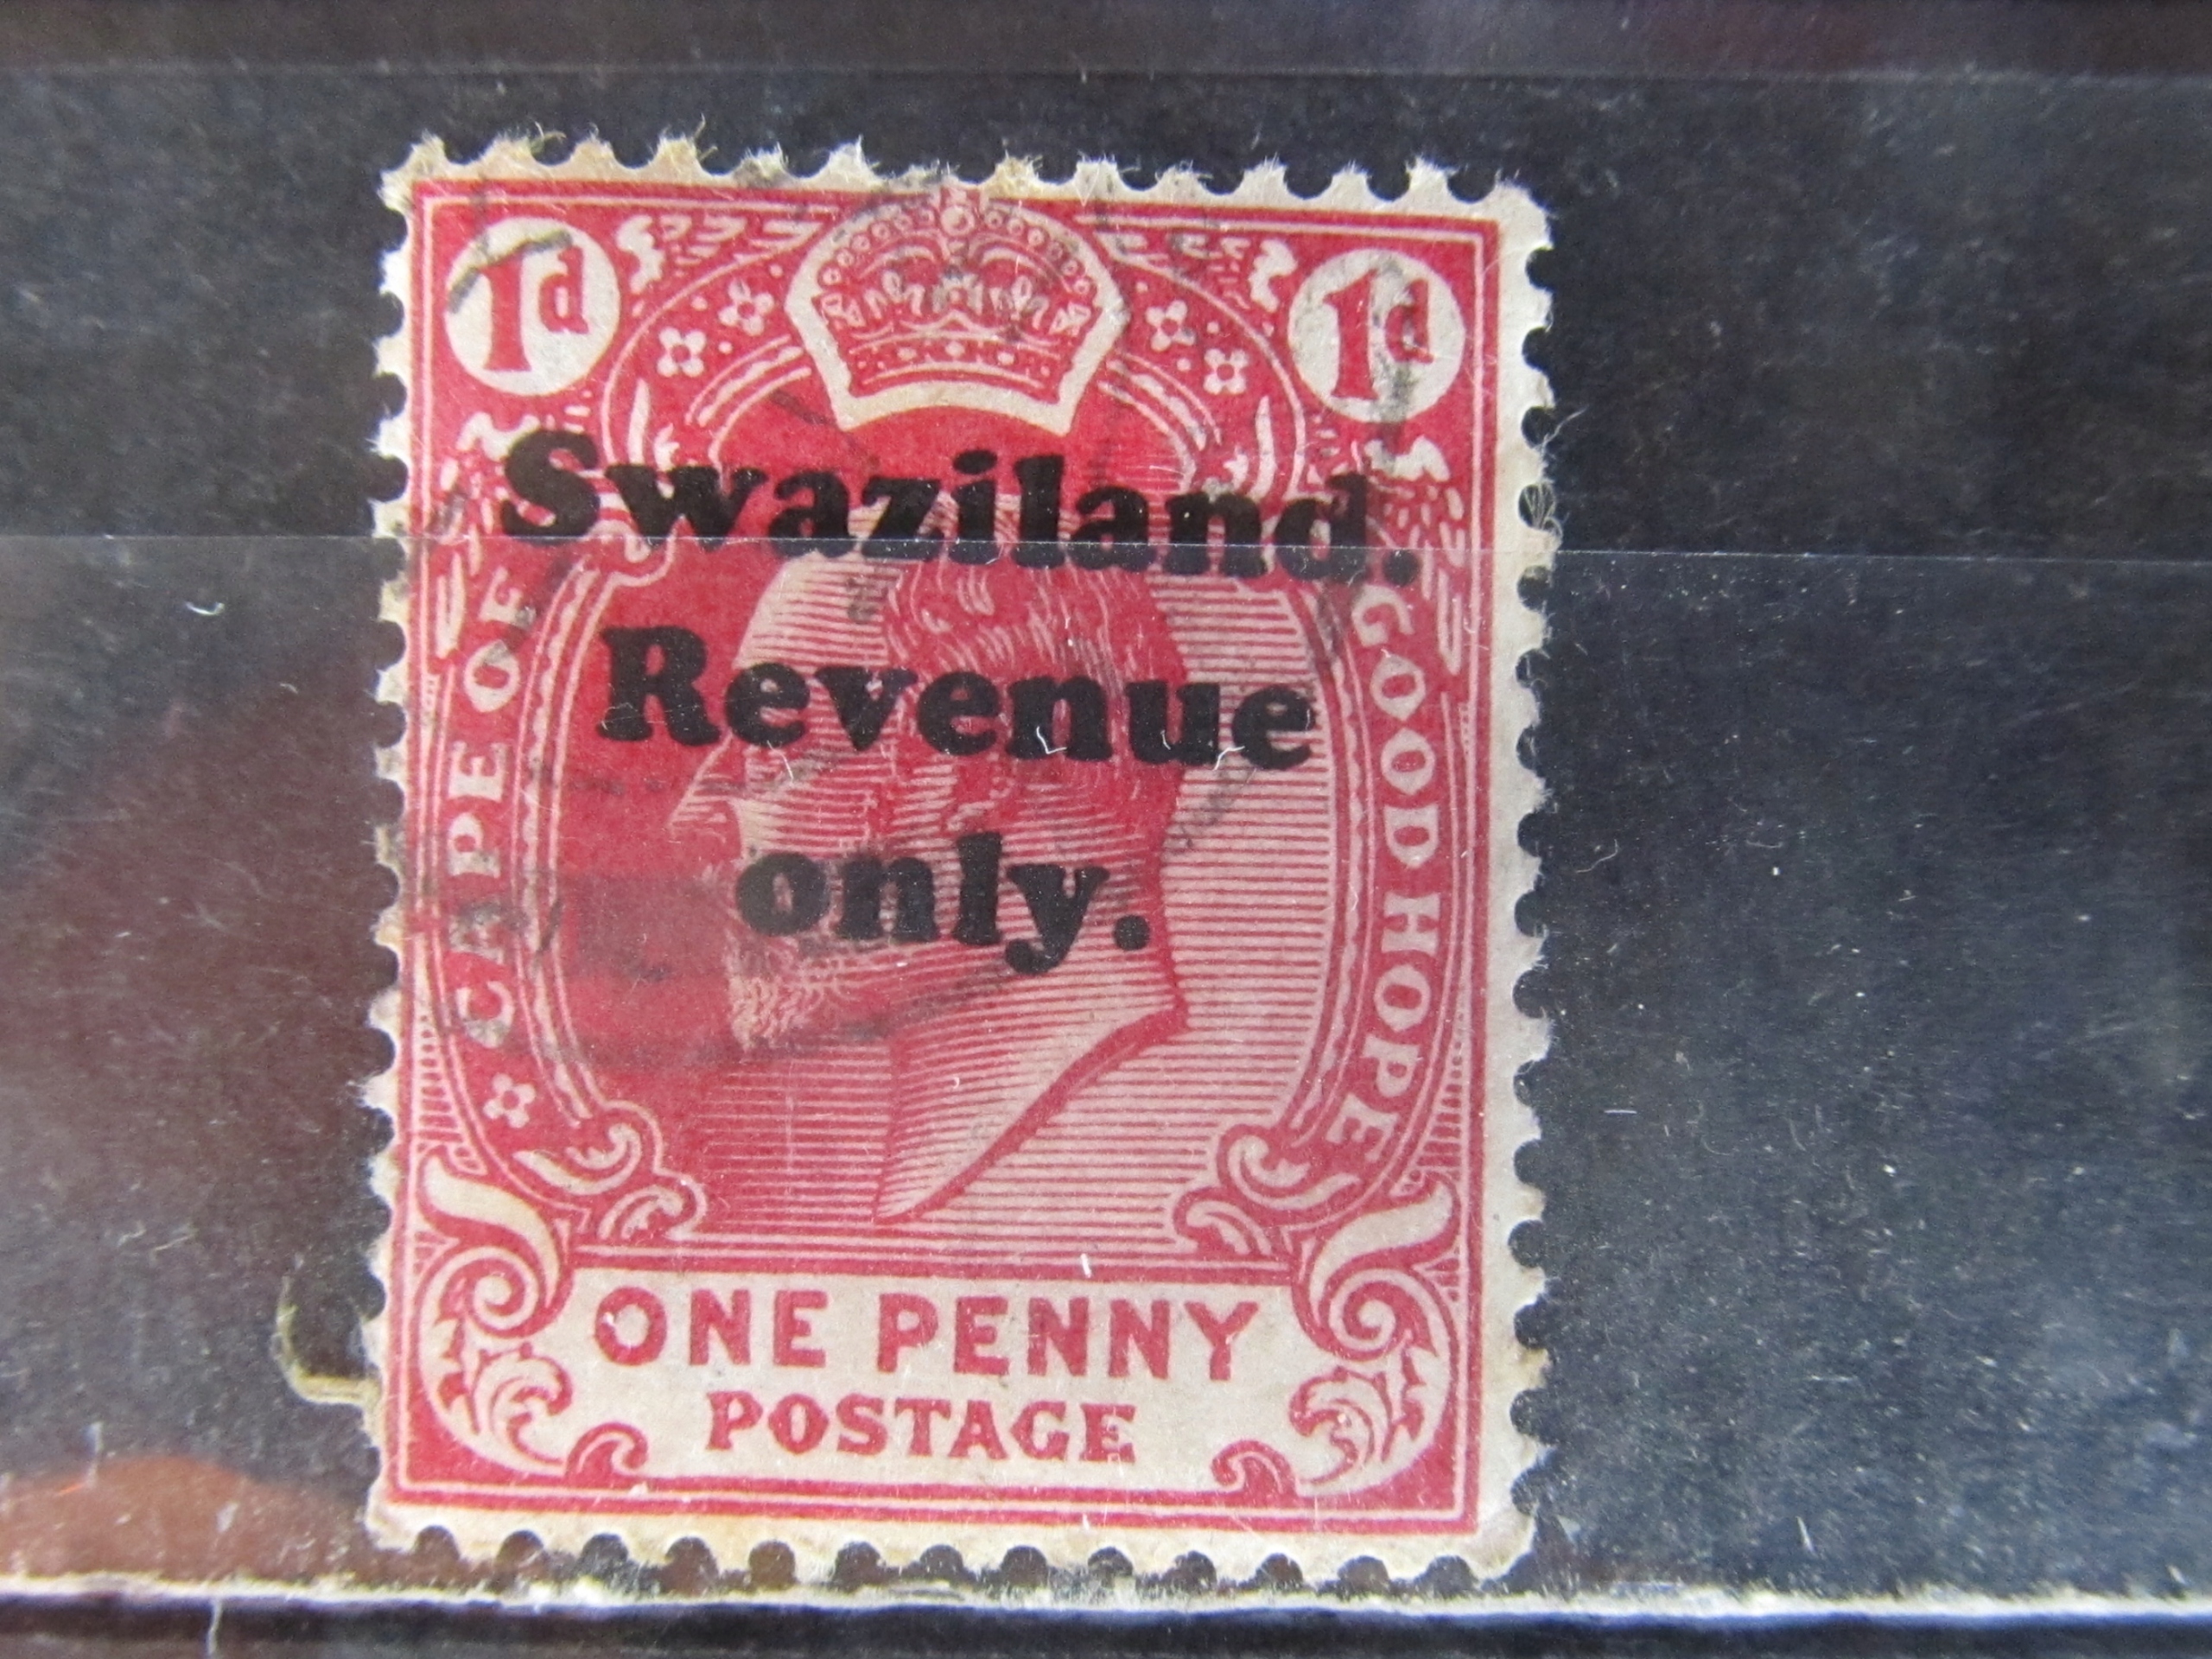 1d 1d
Swaziland.
Revenue
only.
CAPE OF GOOD HOPE
ONE PENNY
POSTAGE